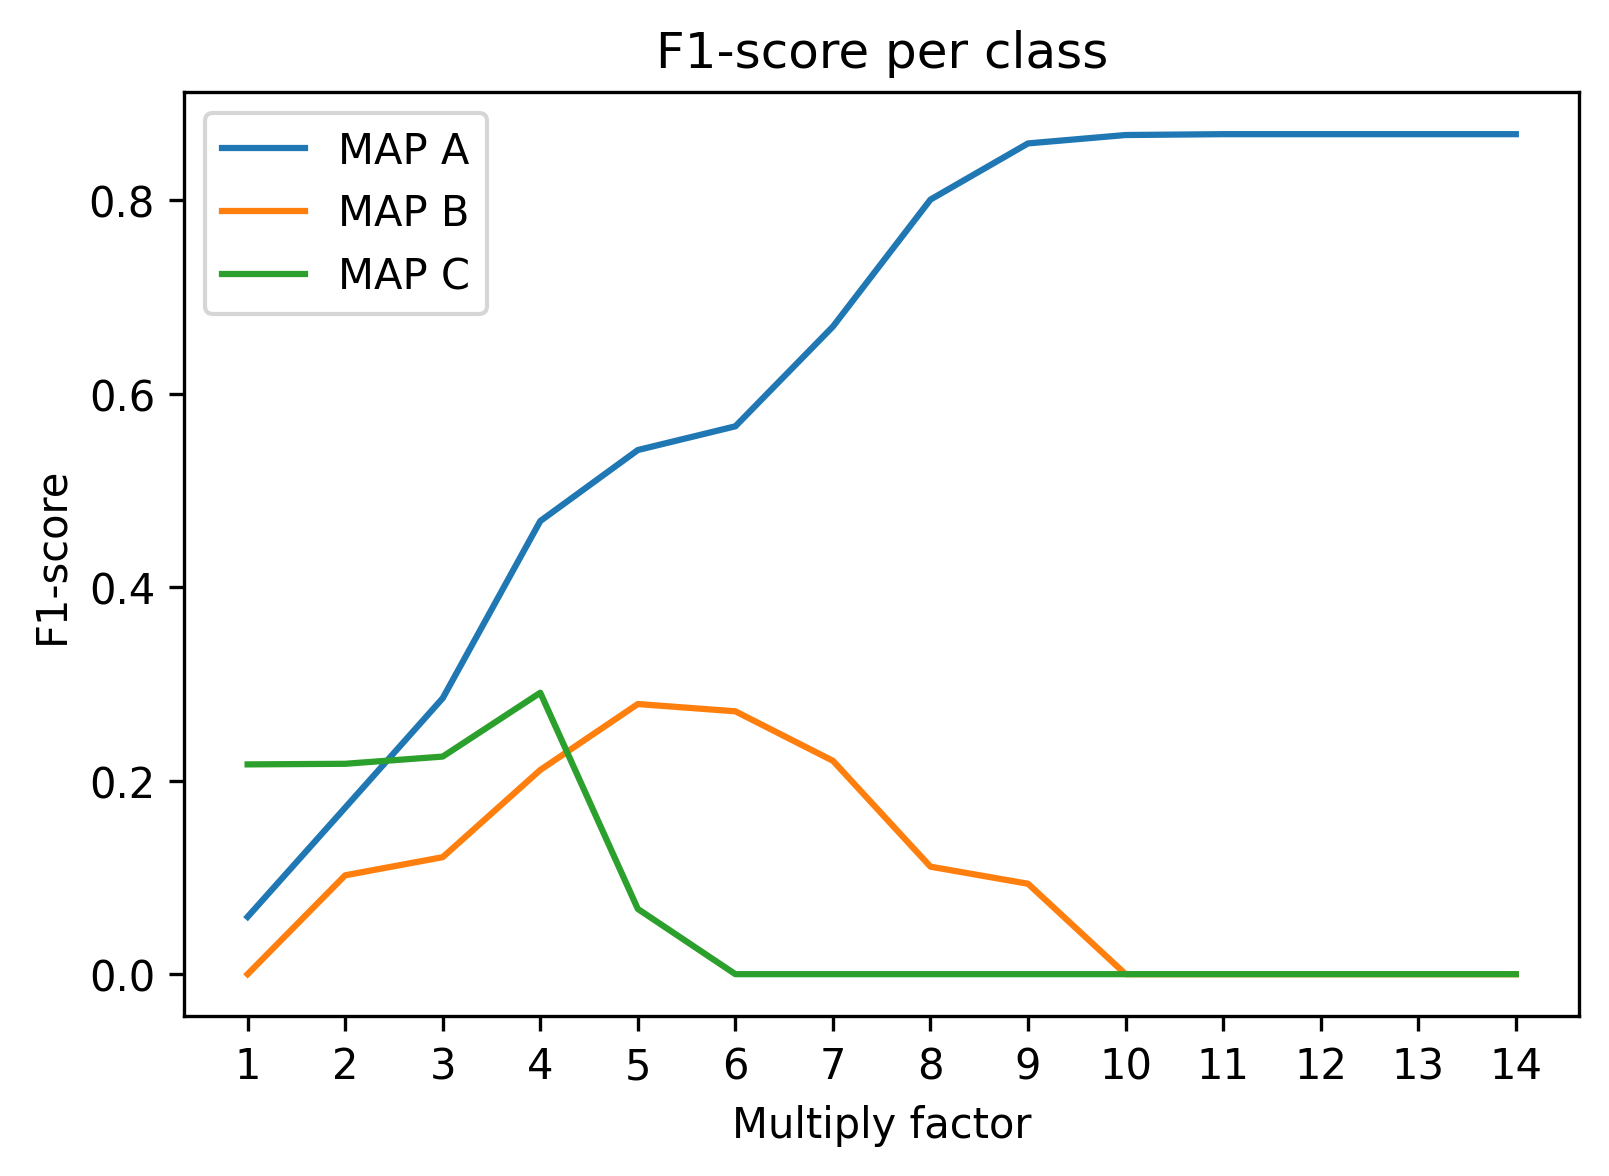 F1-score per class
MAP A
MAP B
MAP C
F1-score
0.8
0.6
0.4
0.2
0.0
1 2 3 4 5 6 7 8 9 10 11 12 13 14
Multiply factor